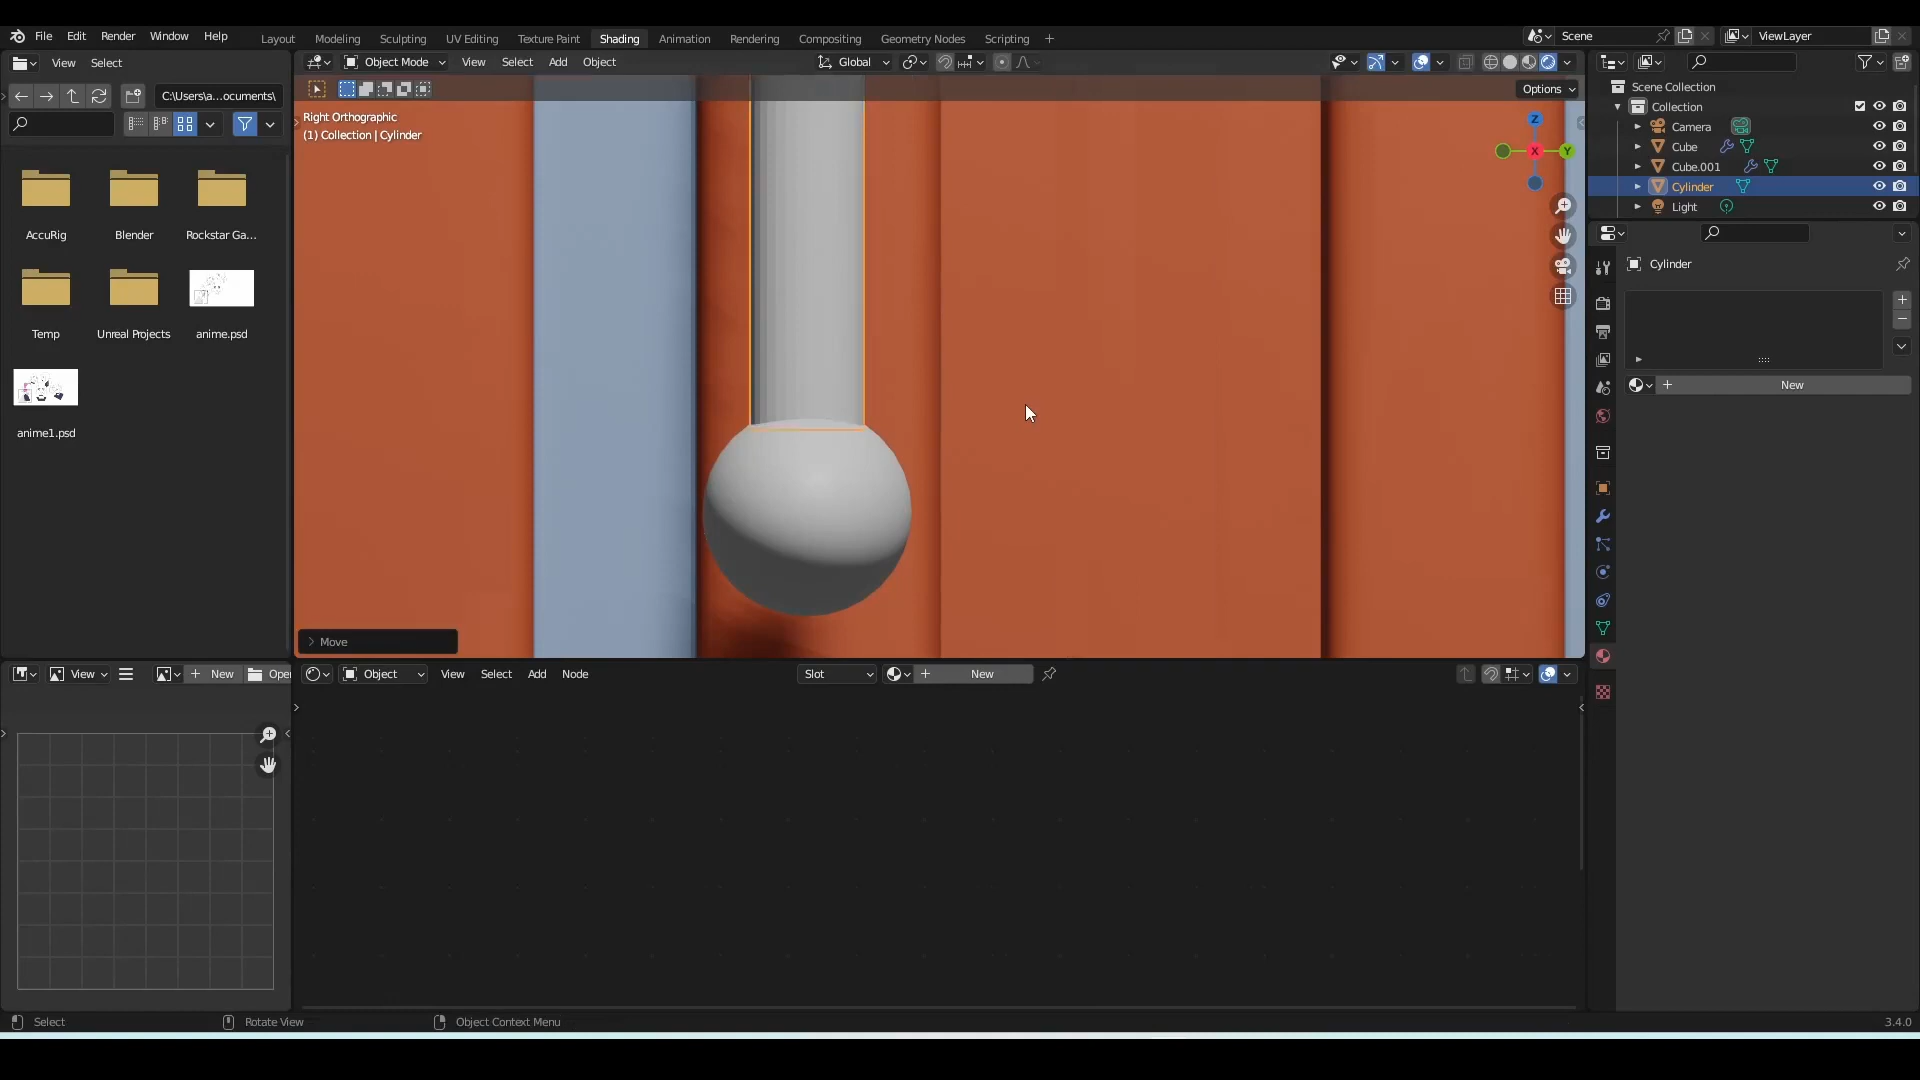 File Edit Render Window Help
Layout Modeling Sculpting UV Editing Texture Paint Shading Animation Rendering Compositing Geometry Nodes Scripting +
Scene
ViewLayer
View Select
Object Mode View Select Add Object
Global
C:\Users\a...ocuments\
Options
Right Orthographic
(1) Collection | Cylinder
Z
X
Y
AccuRig
Blender
Rockstar Ga...
Temp
Unreal Projects
anime.psd
anime1.psd
Move
Scene Collection
Collection
Camera
Cube
Cube.001
Cylinder
Light
Cylinder
New
View
New
Oper
Object View Select Add Node
Slot
New
Select
Rotate View
Object Context Menu
3.4.0